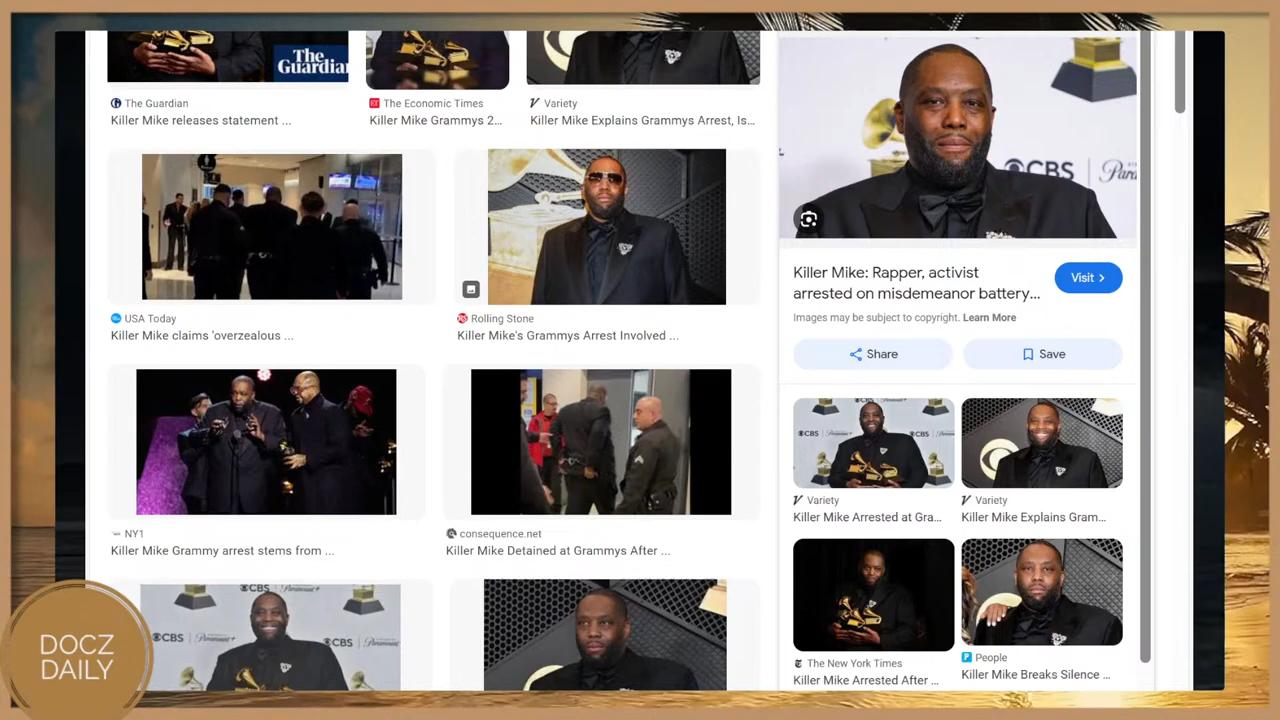 The
Guardian
The Guardian
Killer Mike releases statement ...
The Economic Times
Killer Mike Grammys 2...
Variety
Killer Mike Explains Grammys Arrest, Is...
CBS
USA Today
Killer Mike claims 'overzealous ...
Rolling Stone
Killer Mike's Grammys Arrest Involved ...
Killer Mike: Rapper, activist
arrested on misdemeanor battery...
Visit
Images may be subject to copyright. Learn More
Share
Save
NY1
Killer Mike Grammy arrest stems from ...
consequence.net
Killer Mike Detained at Grammys After ...
CBS
Variety
Killer Mike Arrested at Gra...
Variety
Killer Mike Explains Gram...
CBS
Paramount+
CBS
The New York Times
Killer Mike Arrested After ...
People
Killer Mike Breaks Silence ...
DOCZ
DAILY